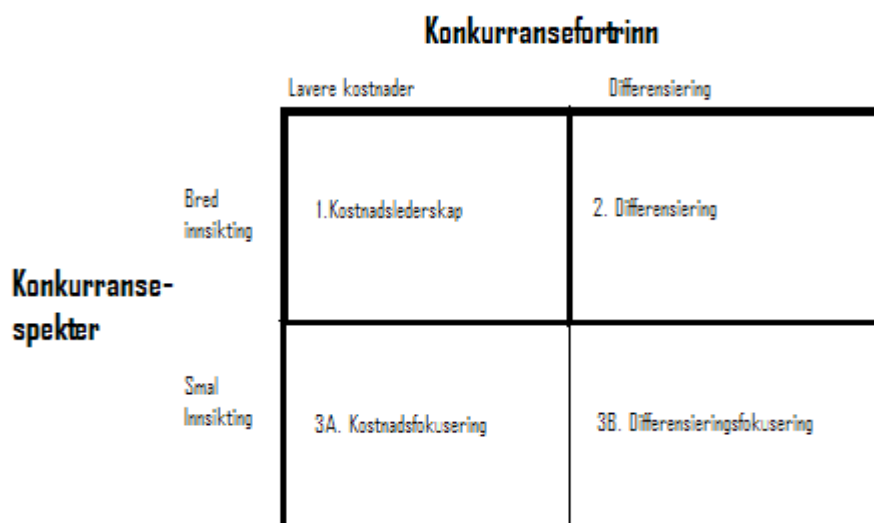 Konkurransefortrinn
Lavere kostnader
Differensiering
Bred
innsikting
1.Kostnadslederskap
2. Differensiering
Konkurranse-
spekter
Smal
Innsikting
3A. Kostnadsfokusering
3B. Differensieringsfokusering